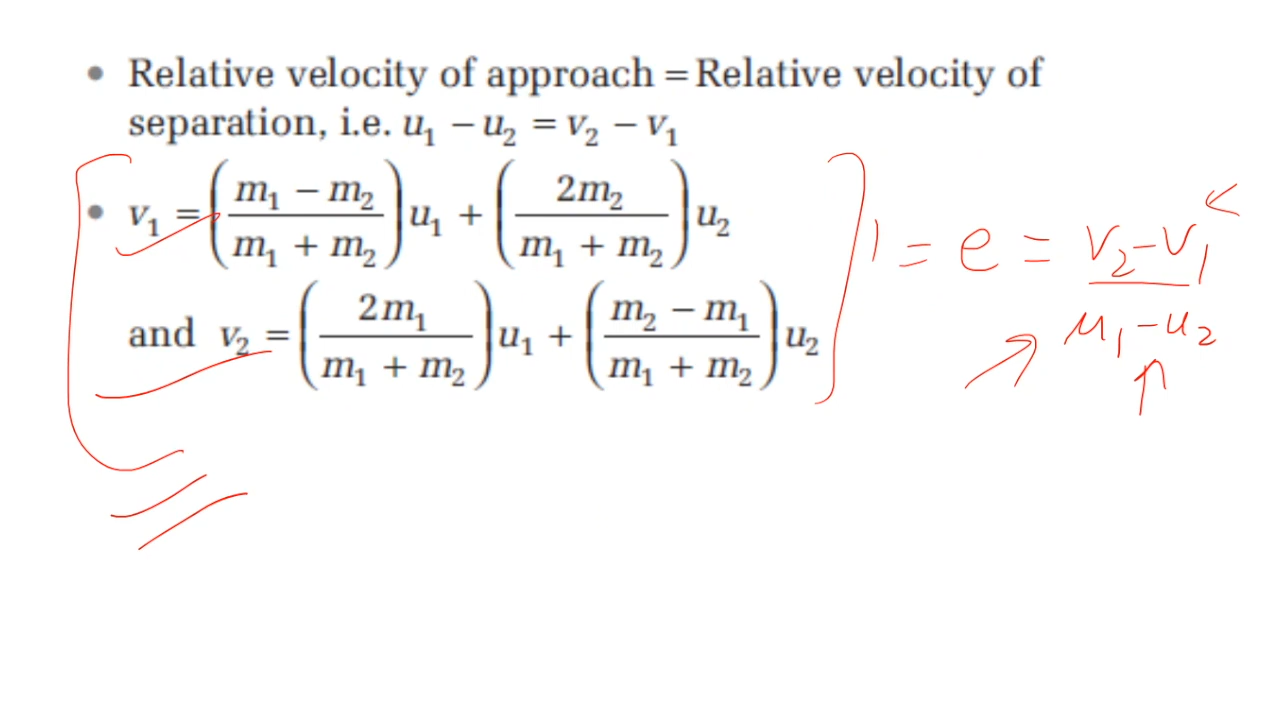 • Relative velocity of approach = Relative velocity of
separation, i.e. u₁ − u₂ = v₂ − v₁
• v₁ = ((m₁ − m₂)/(m₁ + m₂)) u₁ + (2m₂/(m₁ + m₂)) u₂
and v₂ = (2m₁/(m₁ + m₂)) u₁ + ((m₂ − m₁)/(m₁ + m₂)) u₂
1 = e = (v₂ − v₁)/(u₁ − u₂)